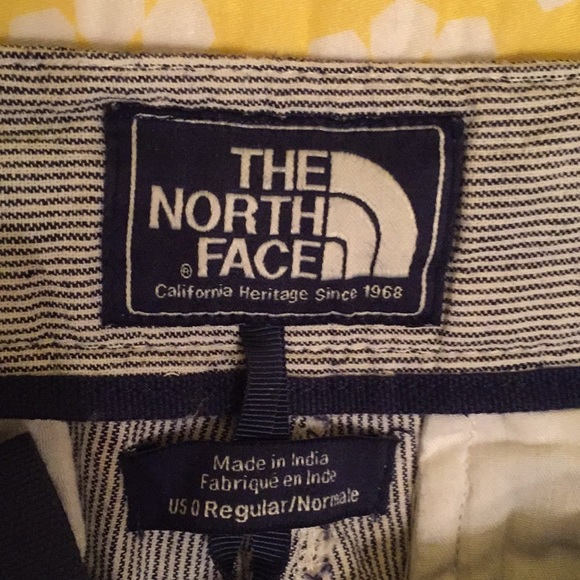 THE
NORTH
FACE
®
California Heritage Since 1968
Made in India
Fabriqué en Inde
US 0 Regular/Normale